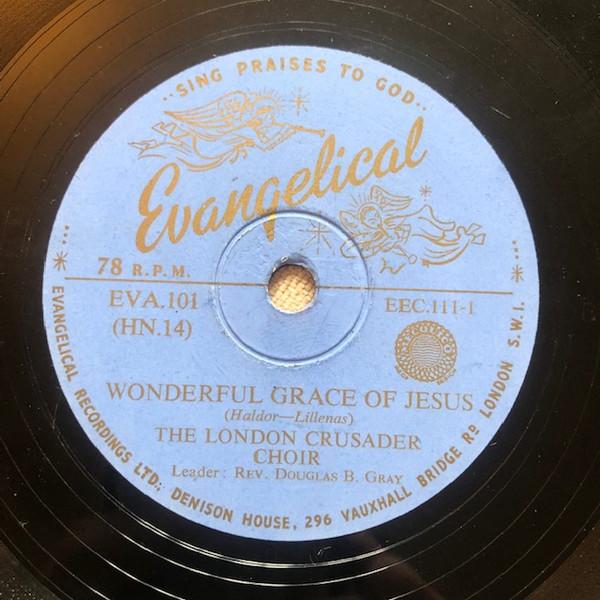 ..SING PRAISES TO GOD..
Evangelical
78 R.P.M.
EVA.101
(HN.14)
EEC.111-1
WONDERFUL GRACE OF JESUS
(Haldor—Lillenas)
THE LONDON CRUSADER
CHOIR
Leader: REV. DOUGLAS B. GRAY
EVANGELICAL RECORDINGS LTD., DENISON HOUSE, 296 VAUXHALL BRIDGE RD LONDON S.W.1.